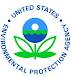 UNITED STATES
ENVIRONMENTAL PROTECTION AGENCY